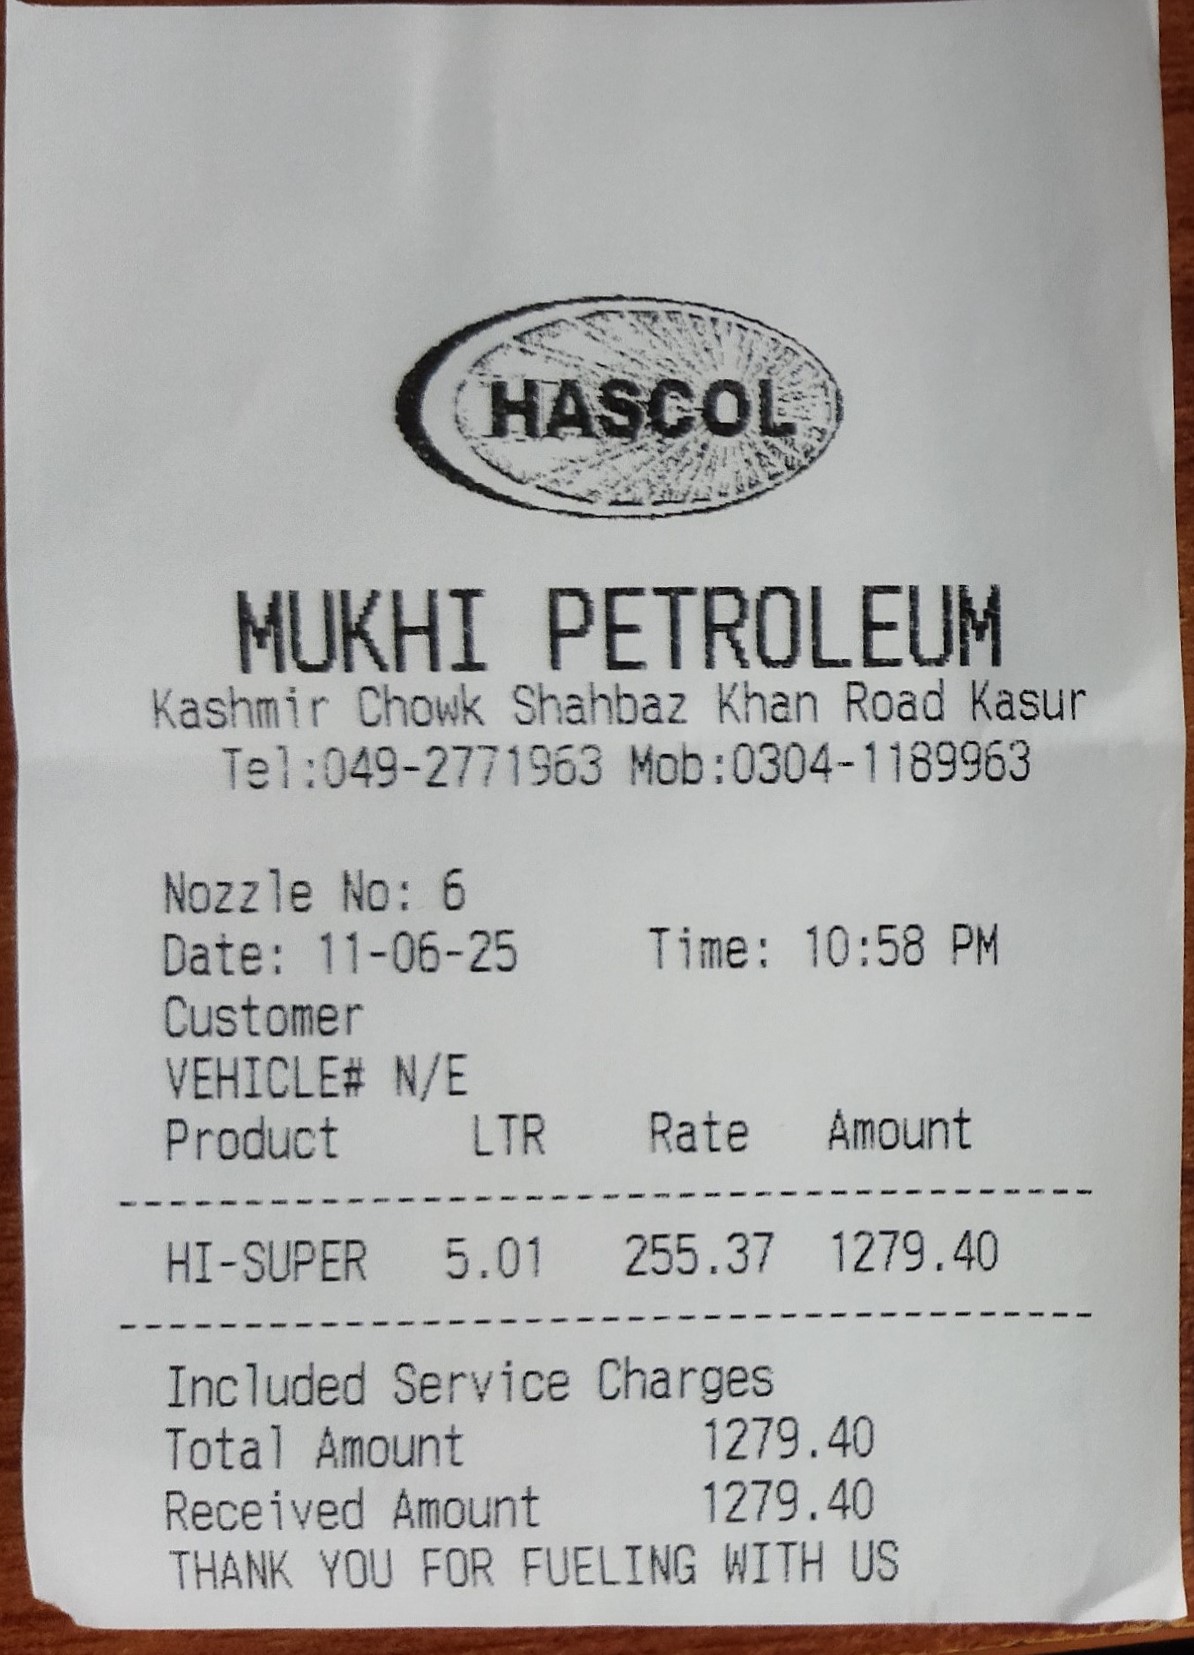 HASCOL
MUKHI PETROLEUM
Kashmir Chowk Shahbaz Khan Road Kasur
Tel:049-2771963 Mob:0304-1189963
Nozzle No: 6
Date: 11-06-25 Time: 10:58 PM
Customer
VEHICLE# N/E
Product LTR Rate Amount
HI-SUPER 5.01 255.37 1279.40
Included Service Charges
Total Amount 1279.40
Received Amount 1279.40
THANK YOU FOR FUELING WITH US